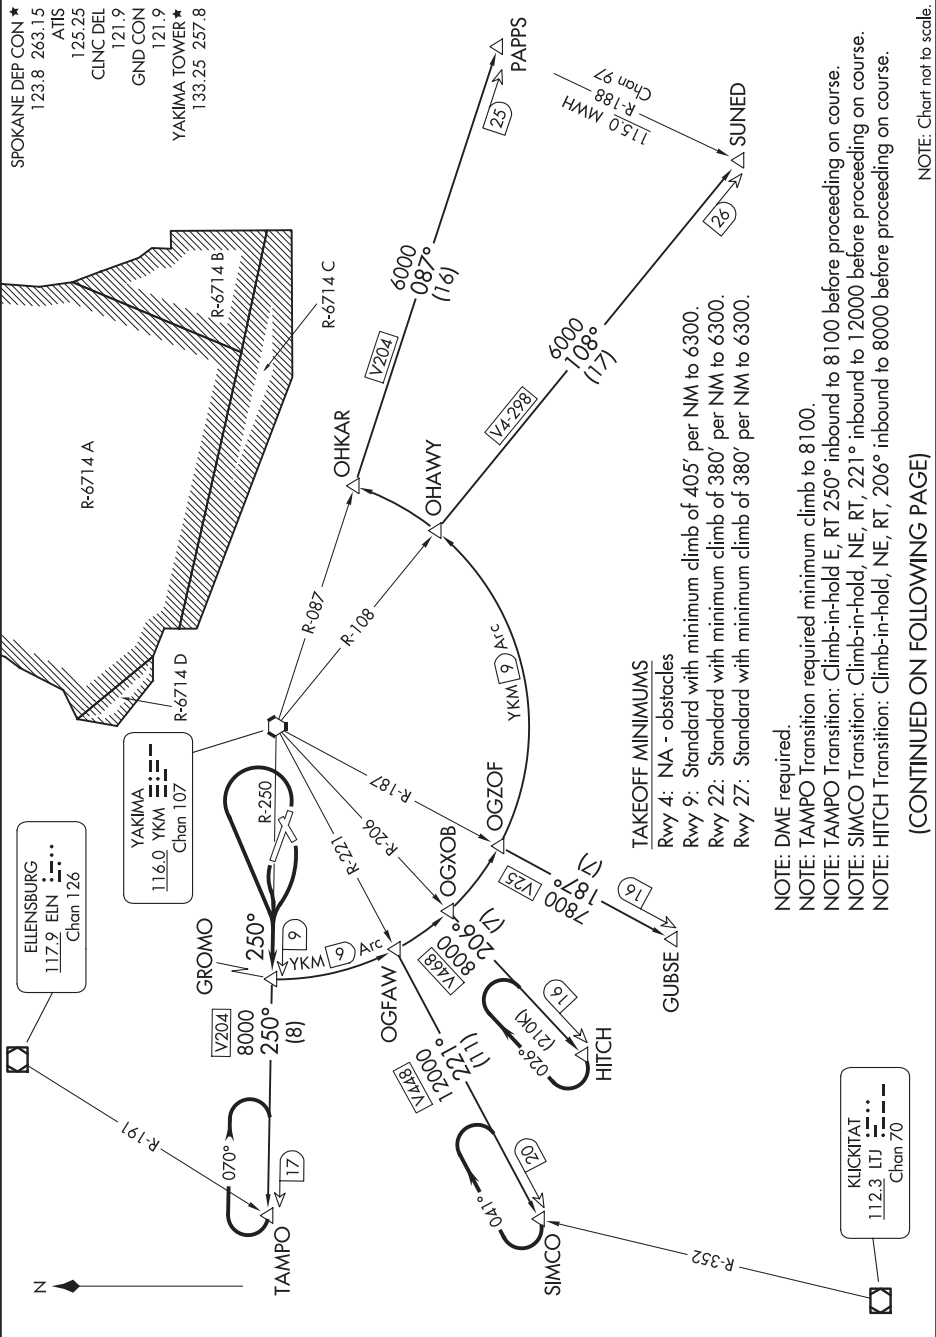 SPOKANE DEP CON ★
123.8 263.15
ATIS
125.25
CLNC DEL
121.9
GND CON
121.9
YAKIMA TOWER★
133.25 257.8
R-6714 A
R-6714 B
R-6714 C
R-6714 D
ELLENSBURG
117.9 ELN
Chan 126
YAKIMA
116.0 YKM
Chan 107
KLICKITAT
112.3 LTJ
Chan 70
N
R-191
070°
17
TAMPO
V204
8000
250°
(8)
GROMO
250°
9
R-250
YKM 9 Arc
OGFAW
R-221
V448
12000
221°
(11)
041°
20
SIMCO
R-352
OGXOB
R-206
V468
8000
206°
(7)
026°
(210K)
16
HITCH
OGZOF
R-187
V25
7800
187°
(7)
16
GUBSE
YKM 9 Arc
OHAWY
R-108
V4-298
6000
108°
(17)
26
SUNED
115.0 MWH
R-188
Chan 97
OHKAR
R-087
V204
6000
087°
(16)
25
PAPPS
TAKEOFF MINIMUMS
Rwy 4: NA - obstacles
Rwy 9: Standard with minimum climb of 405' per NM to 6300.
Rwy 22: Standard with minimum climb of 380' per NM to 6300.
Rwy 27: Standard with minimum climb of 380' per NM to 6300.
NOTE: DME required.
NOTE: TAMPO Transition required minimum climb to 8100.
NOTE: TAMPO Transition: Climb-in-hold E, RT 250° inbound to 8100 before proceeding on course.
NOTE: SIMCO Transition: Climb-in-hold, NE, RT, 221° inbound to 12000 before proceeding on course.
NOTE: HITCH Transition: Climb-in-hold, NE, RT, 206° inbound to 8000 before proceeding on course.
(CONTINUED ON FOLLOWING PAGE)
NOTE: Chart not to scale.